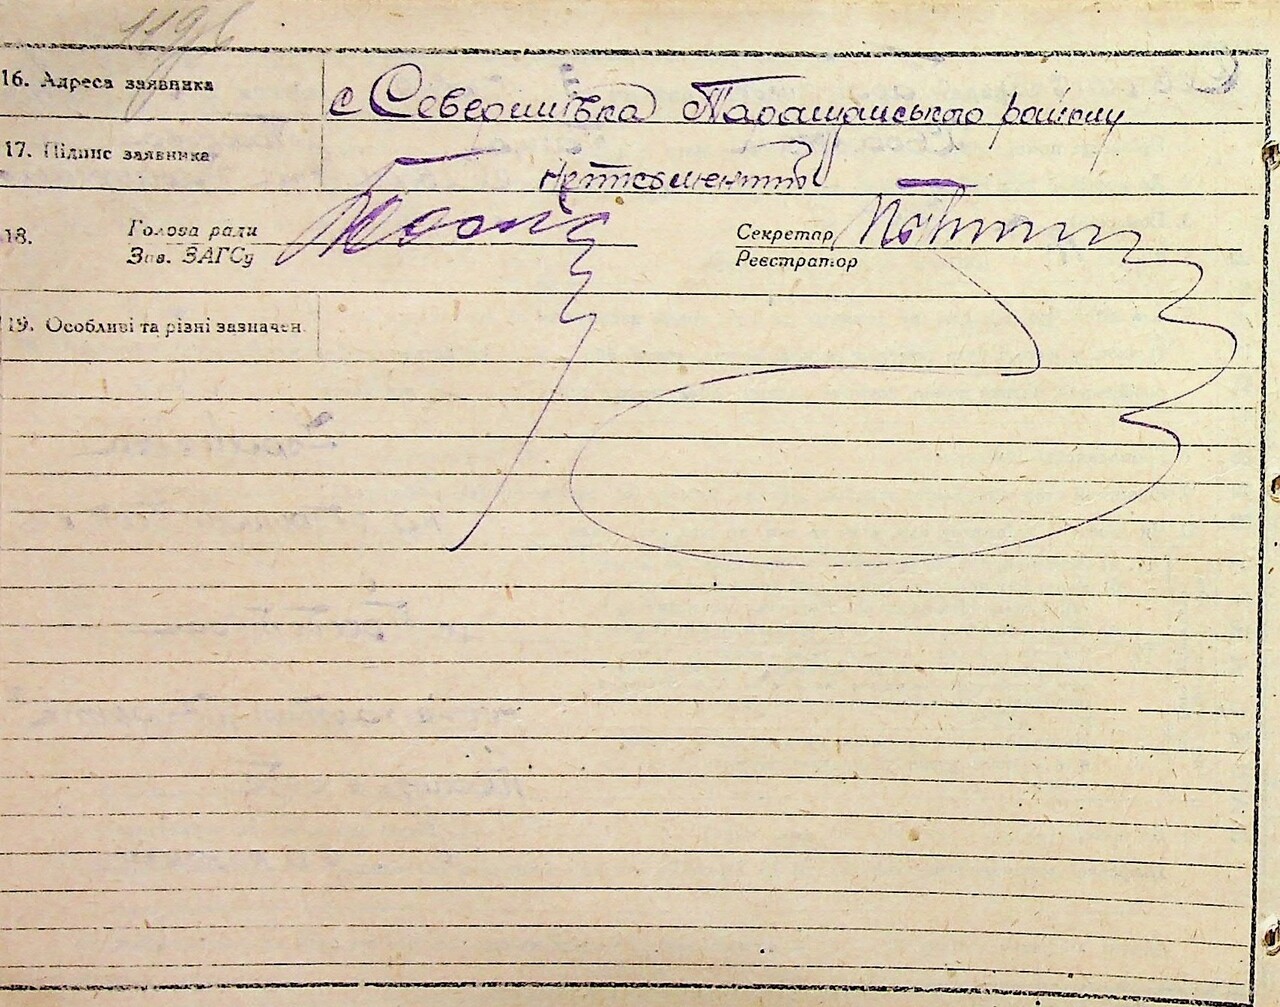 1196
16. Адреса заявника с Северинівка Таращанського району
17. Підпис заявника неписьменний
18. Голова ради Секретар
Зав. ЗАГСу Реєстратор
19. Особливі та різні зазначен.